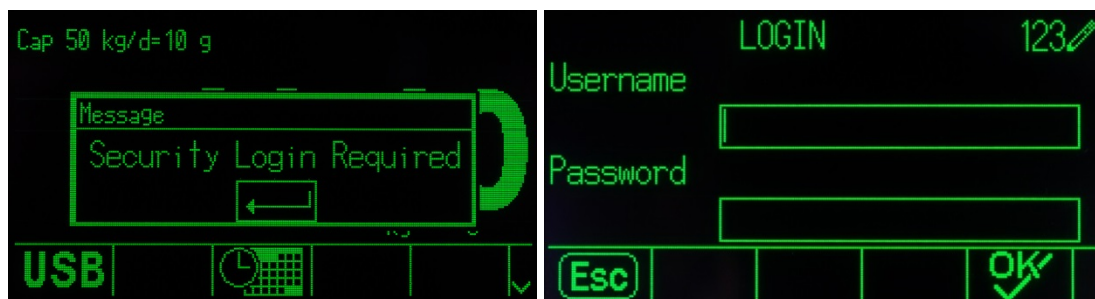 Cap 50 kg/d=10 g
Message
Security Login Required
USB
LOGIN
123
Username
Password
Esc
OK